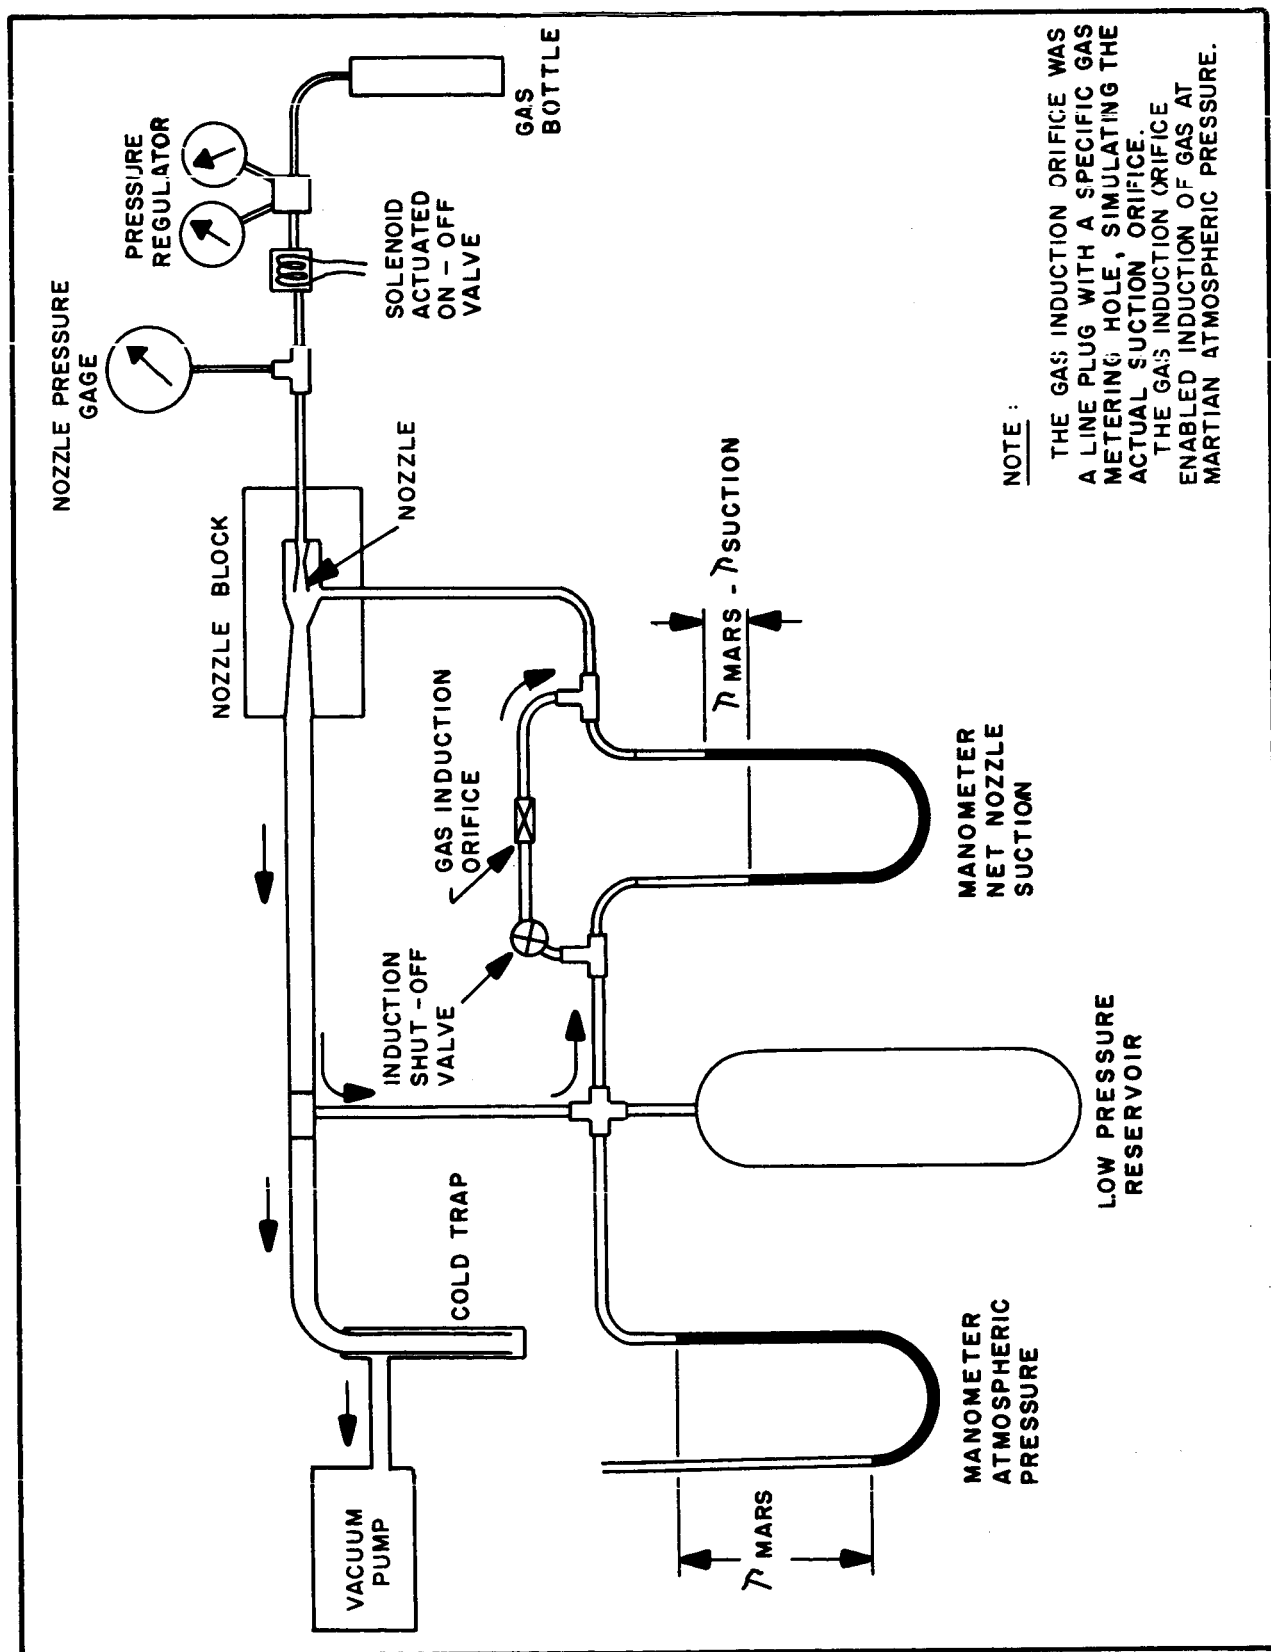 NOZZLE PRESSURE
GAGE
PRESSURE
REGULATOR
GAS
BOTTLE
SOLENOID
ACTUATED
ON - OFF
VALVE
NOZZLE BLOCK
NOZZLE
GAS INDUCTION
ORIFICE
INDUCTION
SHUT - OFF
VALVE
COLD TRAP
VACUUM
PUMP
p MARS - p SUCTION
p MARS
MANOMETER
ATMOSPHERIC
PRESSURE
LOW PRESSURE
RESERVOIR
MANOMETER
NET NOZZLE
SUCTION
NOTE :
THE GAS INDUCTION ORIFICE WAS
A LINE PLUG WITH A SPECIFIC GAS
METERING HOLE, SIMULATING THE
ACTUAL SUCTION ORIFICE.
THE GAS INDUCTION ORIFICE
ENABLED INDUCTION OF GAS AT
MARTIAN ATMOSPHERIC PRESSURE.